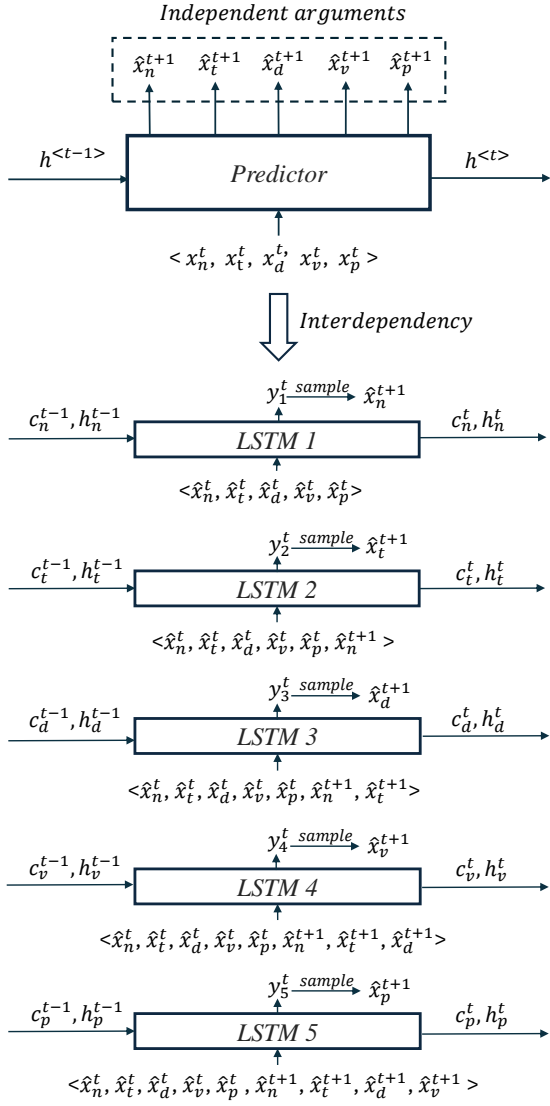 Independent arguments
x̂_n^{t+1} x̂_t^{t+1} x̂_d^{t+1} x̂_v^{t+1} x̂_p^{t+1}
h^{<t−1>} Predictor h^{<t>}
< x_n^t, x_t^t, x_d^t, x_v^t, x_p^t >
Interdependency
y_1^t sample x̂_n^{t+1}
c_n^{t−1}, h_n^{t−1} LSTM 1 c_n^t, h_n^t
<x̂_n^t, x̂_t^t, x̂_d^t, x̂_v^t, x̂_p^t>
y_2^t sample x̂_t^{t+1}
c_t^{t−1}, h_t^{t−1} LSTM 2 c_t^t, h_t^t
<x̂_n^t, x̂_t^t, x̂_d^t, x̂_v^t, x̂_p^t, x̂_n^{t+1} >
y_3^t sample x̂_d^{t+1}
c_d^{t−1}, h_d^{t−1} LSTM 3 c_d^t, h_d^t
<x̂_n^t, x̂_t^t, x̂_d^t, x̂_v^t, x̂_p^t, x̂_n^{t+1}, x̂_t^{t+1}>
y_4^t sample x̂_v^{t+1}
c_v^{t−1}, h_v^{t−1} LSTM 4 c_v^t, h_v^t
<x̂_n^t, x̂_t^t, x̂_d^t, x̂_v^t, x̂_p^t, x̂_n^{t+1}, x̂_t^{t+1}, x̂_d^{t+1}>
y_5^t sample x̂_p^{t+1}
c_p^{t−1}, h_p^{t−1} LSTM 5 c_p^t, h_p^t
<x̂_n^t, x̂_t^t, x̂_d^t, x̂_v^t, x̂_p^t , x̂_n^{t+1}, x̂_t^{t+1}, x̂_d^{t+1}, x̂_v^{t+1} >